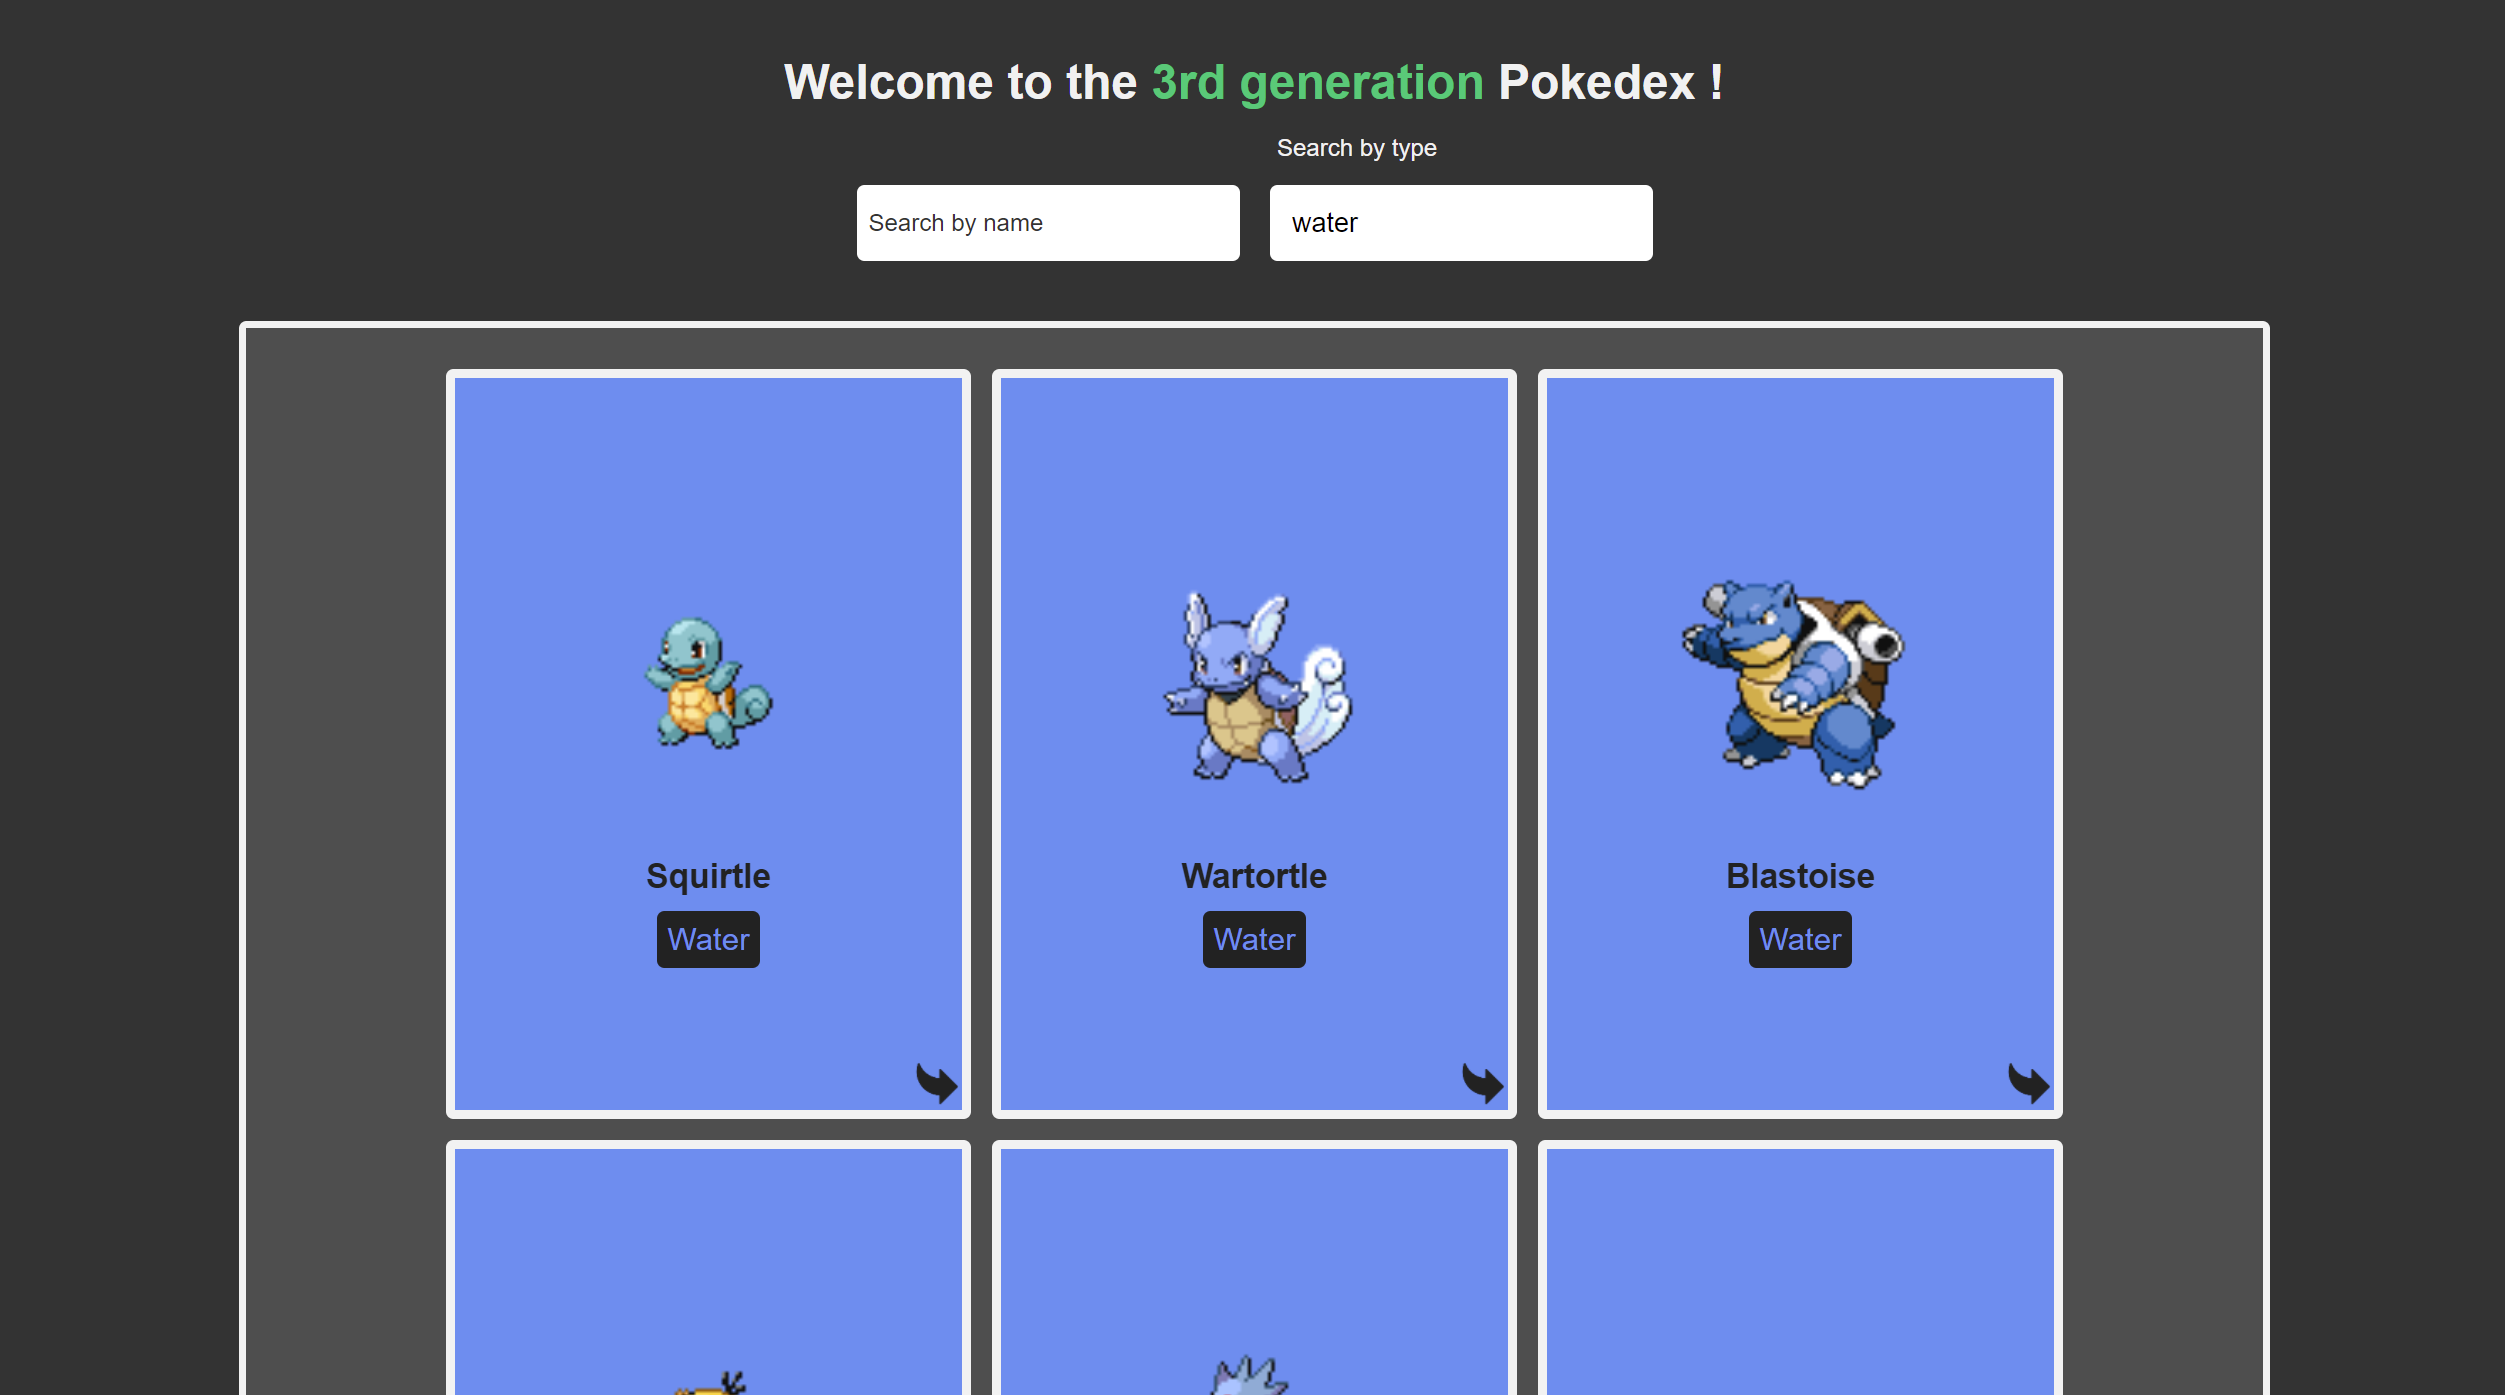 Welcome to the 3rd generation Pokedex !
Search by type
Search by name
water
Squirtle
Water
Wartortle
Water
Blastoise
Water